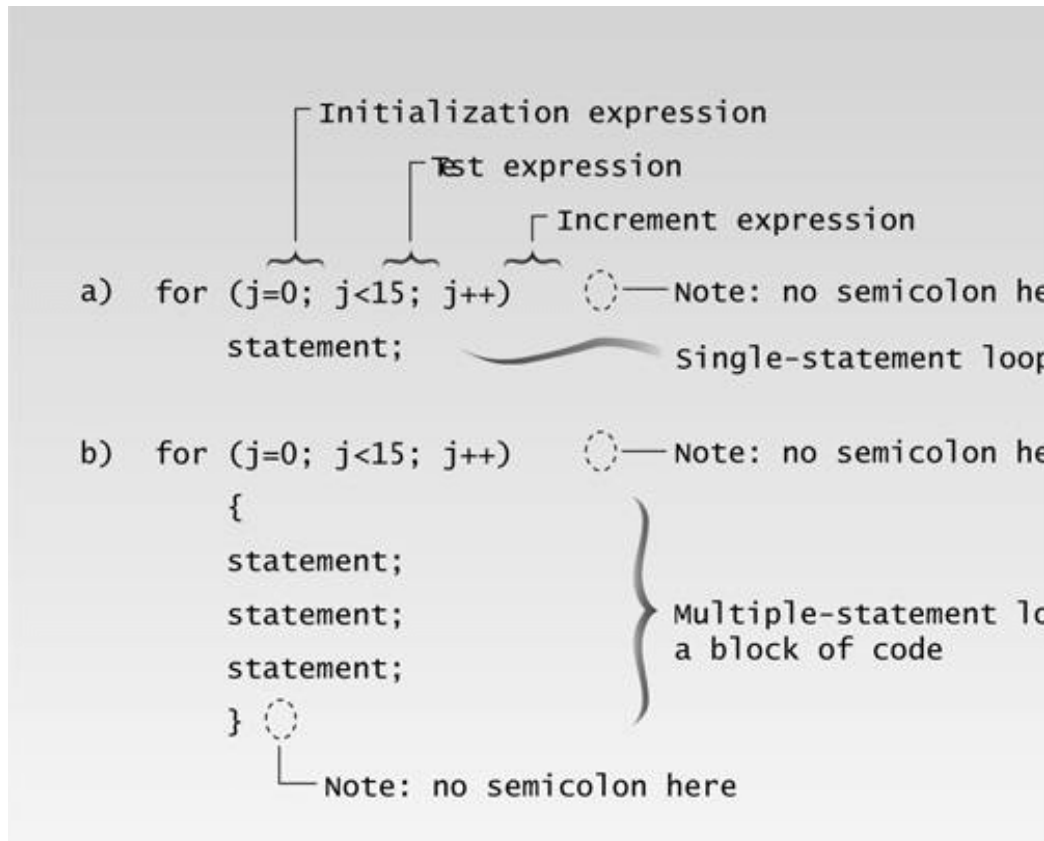 Initialization expression
Test expression
Increment expression
a) for (j=0; j<15; j++) Note: no semicolon
statement; Single-statement loop
b) for (j=0; j<15; j++) Note: no semicolon
{
statement;
statement;
statement;
Multiple-statement
a block of code
}
Note: no semicolon here